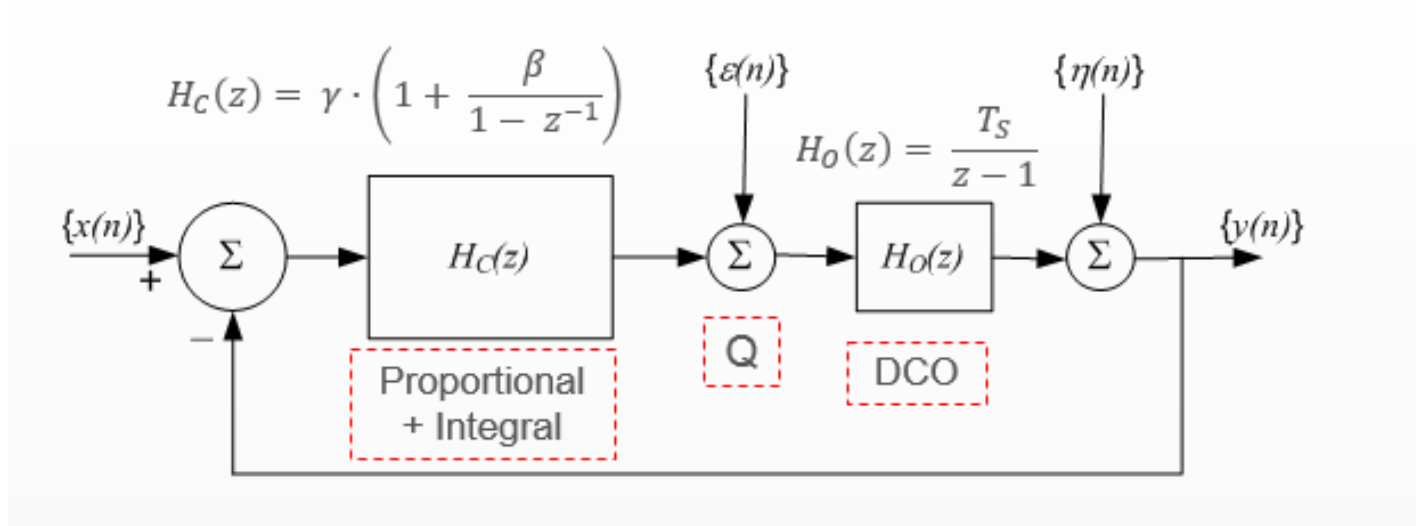 H_C(z) = γ · (1 + β / (1 − z⁻¹))
{ε(n)}
{η(n)}
H_O(z) = T_S / (z − 1)
{x(n)}
+
−
Σ
H_C(z)
Σ
H_O(z)
Σ
{y(n)}
Proportional
+ Integral
Q
DCO